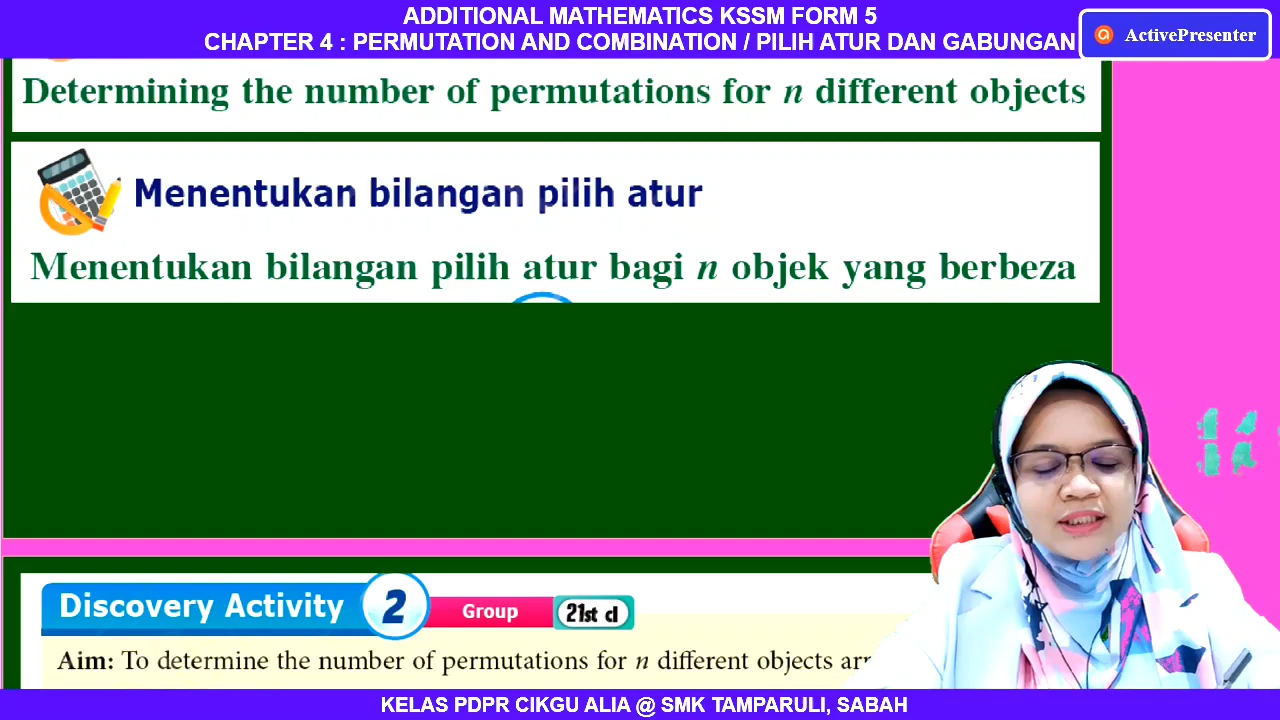 ADDITIONAL MATHEMATICS KSSM FORM 5
CHAPTER 4 : PERMUTATION AND COMBINATION / PILIH ATUR DAN GABUNGAN
ActivePresenter
Determining the number of permutations for n different objects
Menentukan bilangan pilih atur
Menentukan bilangan pilih atur bagi n objek yang berbeza
Discovery Activity 2 Group 21st cl
Aim: To determine the number of permutations for n different objects
KELAS PDPR CIKGU ALIA @ SMK TAMPARULI, SABAH